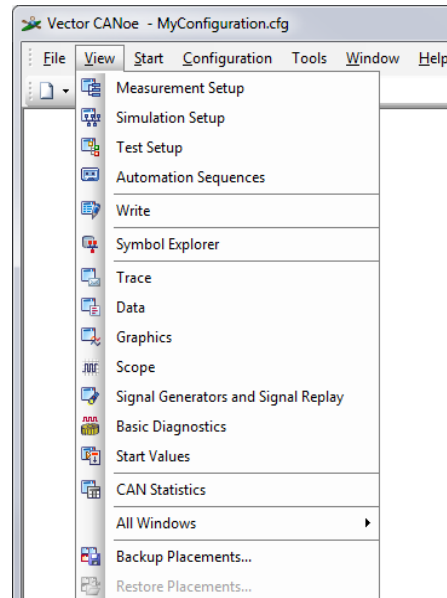 Vector CANoe - MyConfiguration.cfg
File View Start Configuration Tools Window Help
Measurement Setup
Simulation Setup
Test Setup
Automation Sequences
Write
Symbol Explorer
Trace
Data
Graphics
Scope
Signal Generators and Signal Replay
Basic Diagnostics
Start Values
CAN Statistics
All Windows
Backup Placements...
Restore Placements...